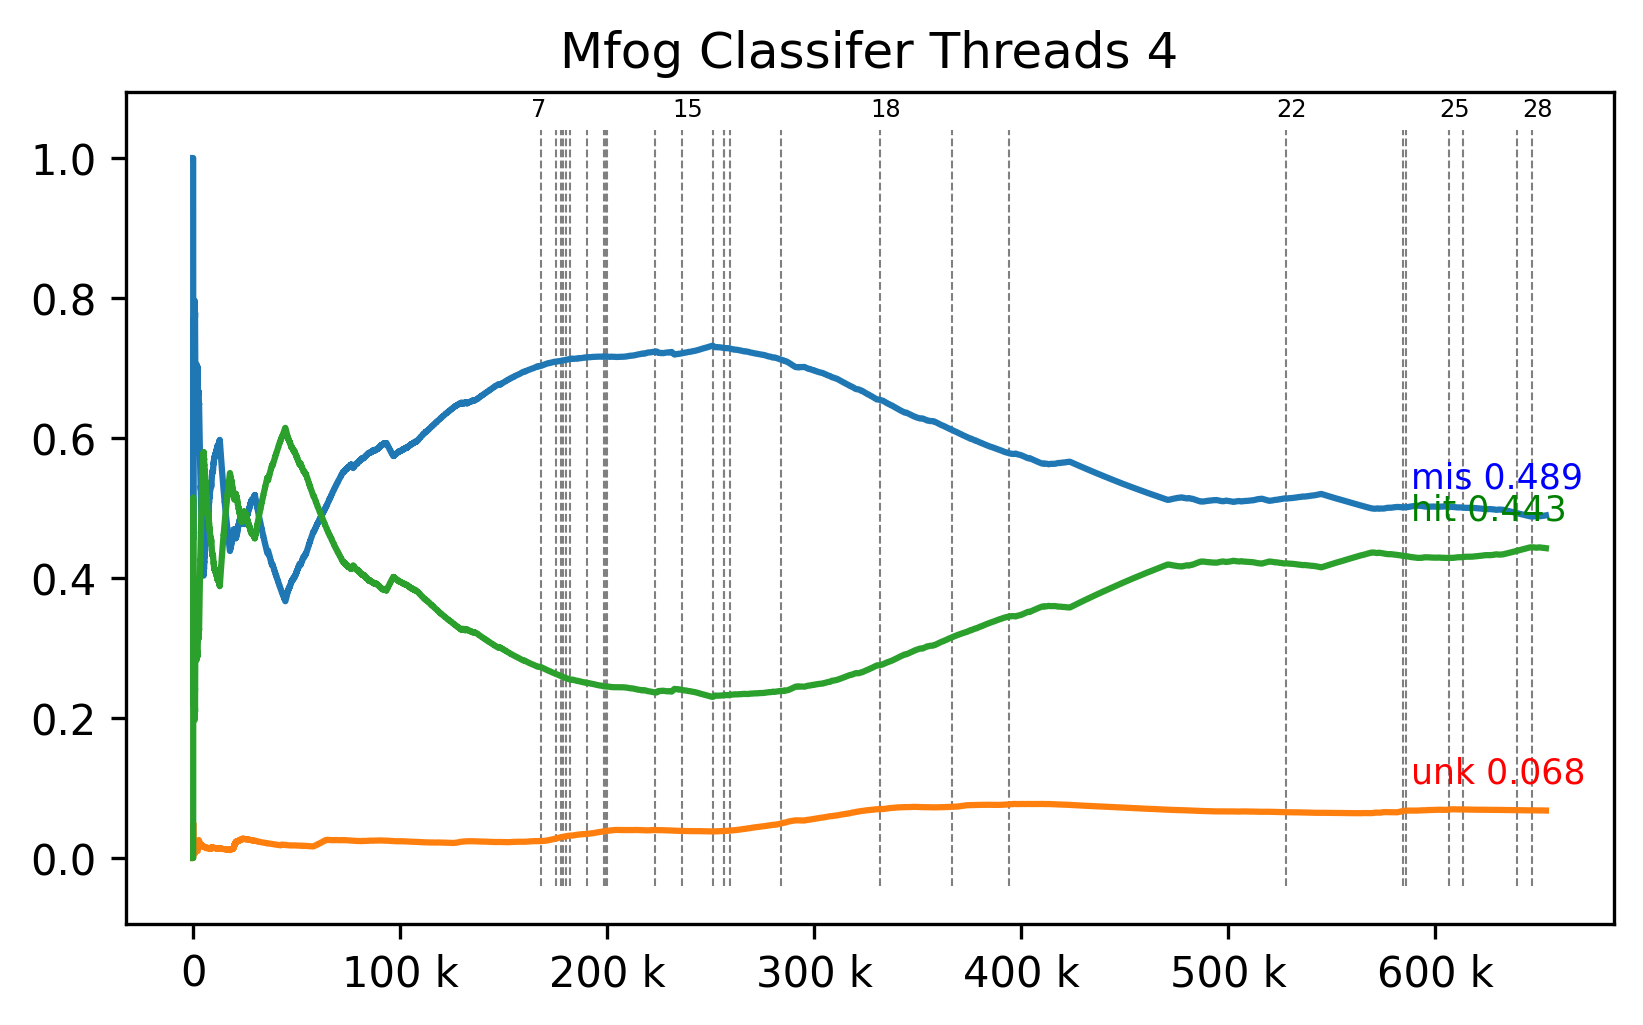 Mfog Classifer Threads 4
7 15 18 22 25 28
1.0
0.8
0.6
0.4
0.2
0.0
mis 0.489
hit 0.443
unk 0.068
0 100 k 200 k 300 k 400 k 500 k 600 k